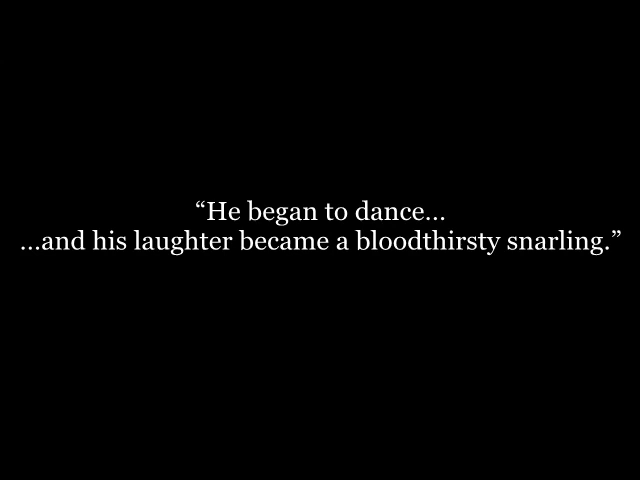 “He began to dance...
...and his laughter became a bloodthirsty snarling.”